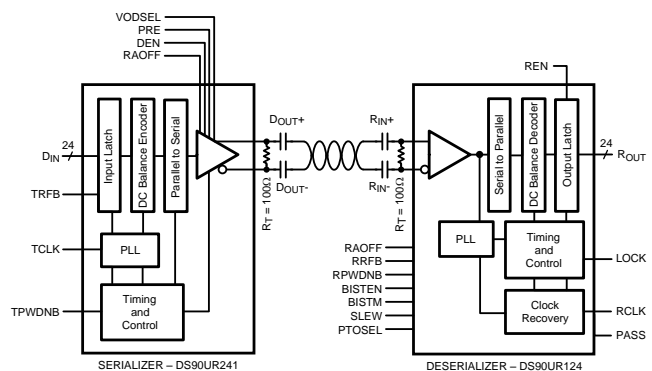 VODSEL
PRE
DEN
RAOFF
REN
24
DIN
TRFB
TCLK
TPWDNB
Input Latch
DC Balance Encoder
Parallel to Serial
PLL
Timing
and
Control
DOUT+
DOUT-
RT = 100Ω
RIN+
RIN-
RT = 100Ω
Serial to Parallel
DC Balance Decoder
Output Latch
24
ROUT
PLL
Timing
and
Control
Clock
Recovery
RAOFF
RRFB
RPWDNB
BISTEN
BISTM
SLEW
PTOSEL
LOCK
RCLK
PASS
SERIALIZER – DS90UR241
DESERIALIZER – DS90UR124